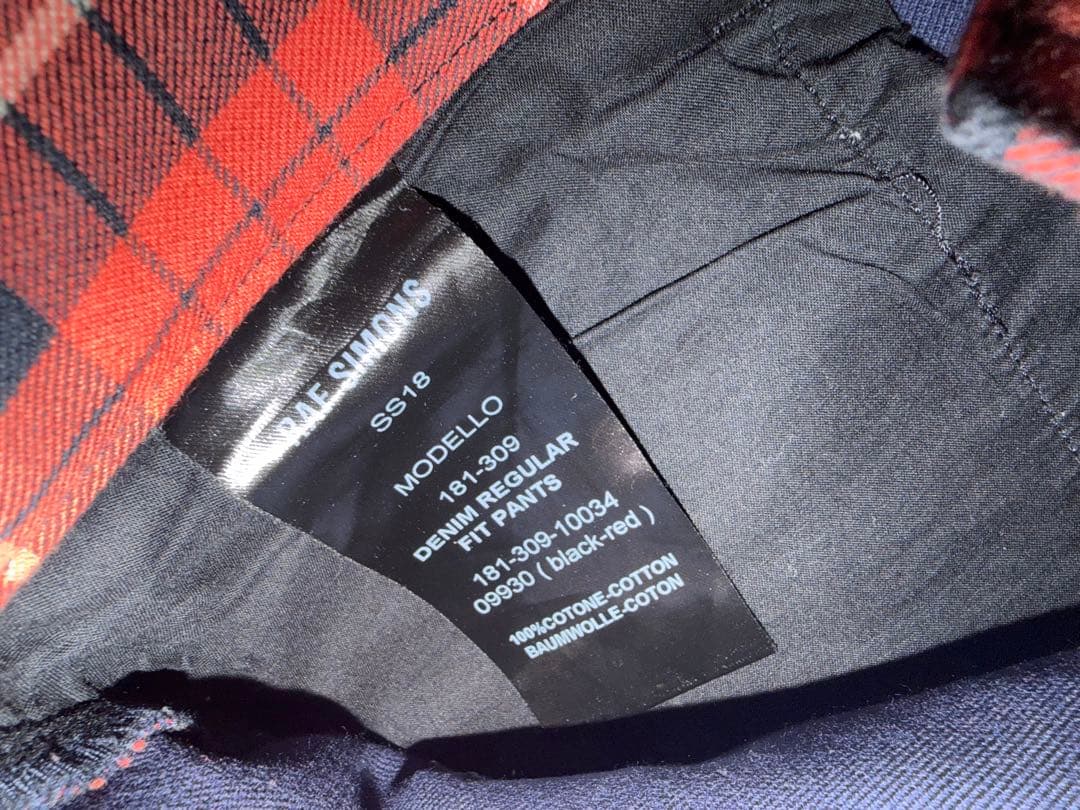 RAF SIMONS
SS18
MODELLO
181-309
DENIM REGULAR
FIT PANTS
181-309-10034
09930 ( black-red )
100%COTONE-COTTON
BAUMWOLLE-COTON